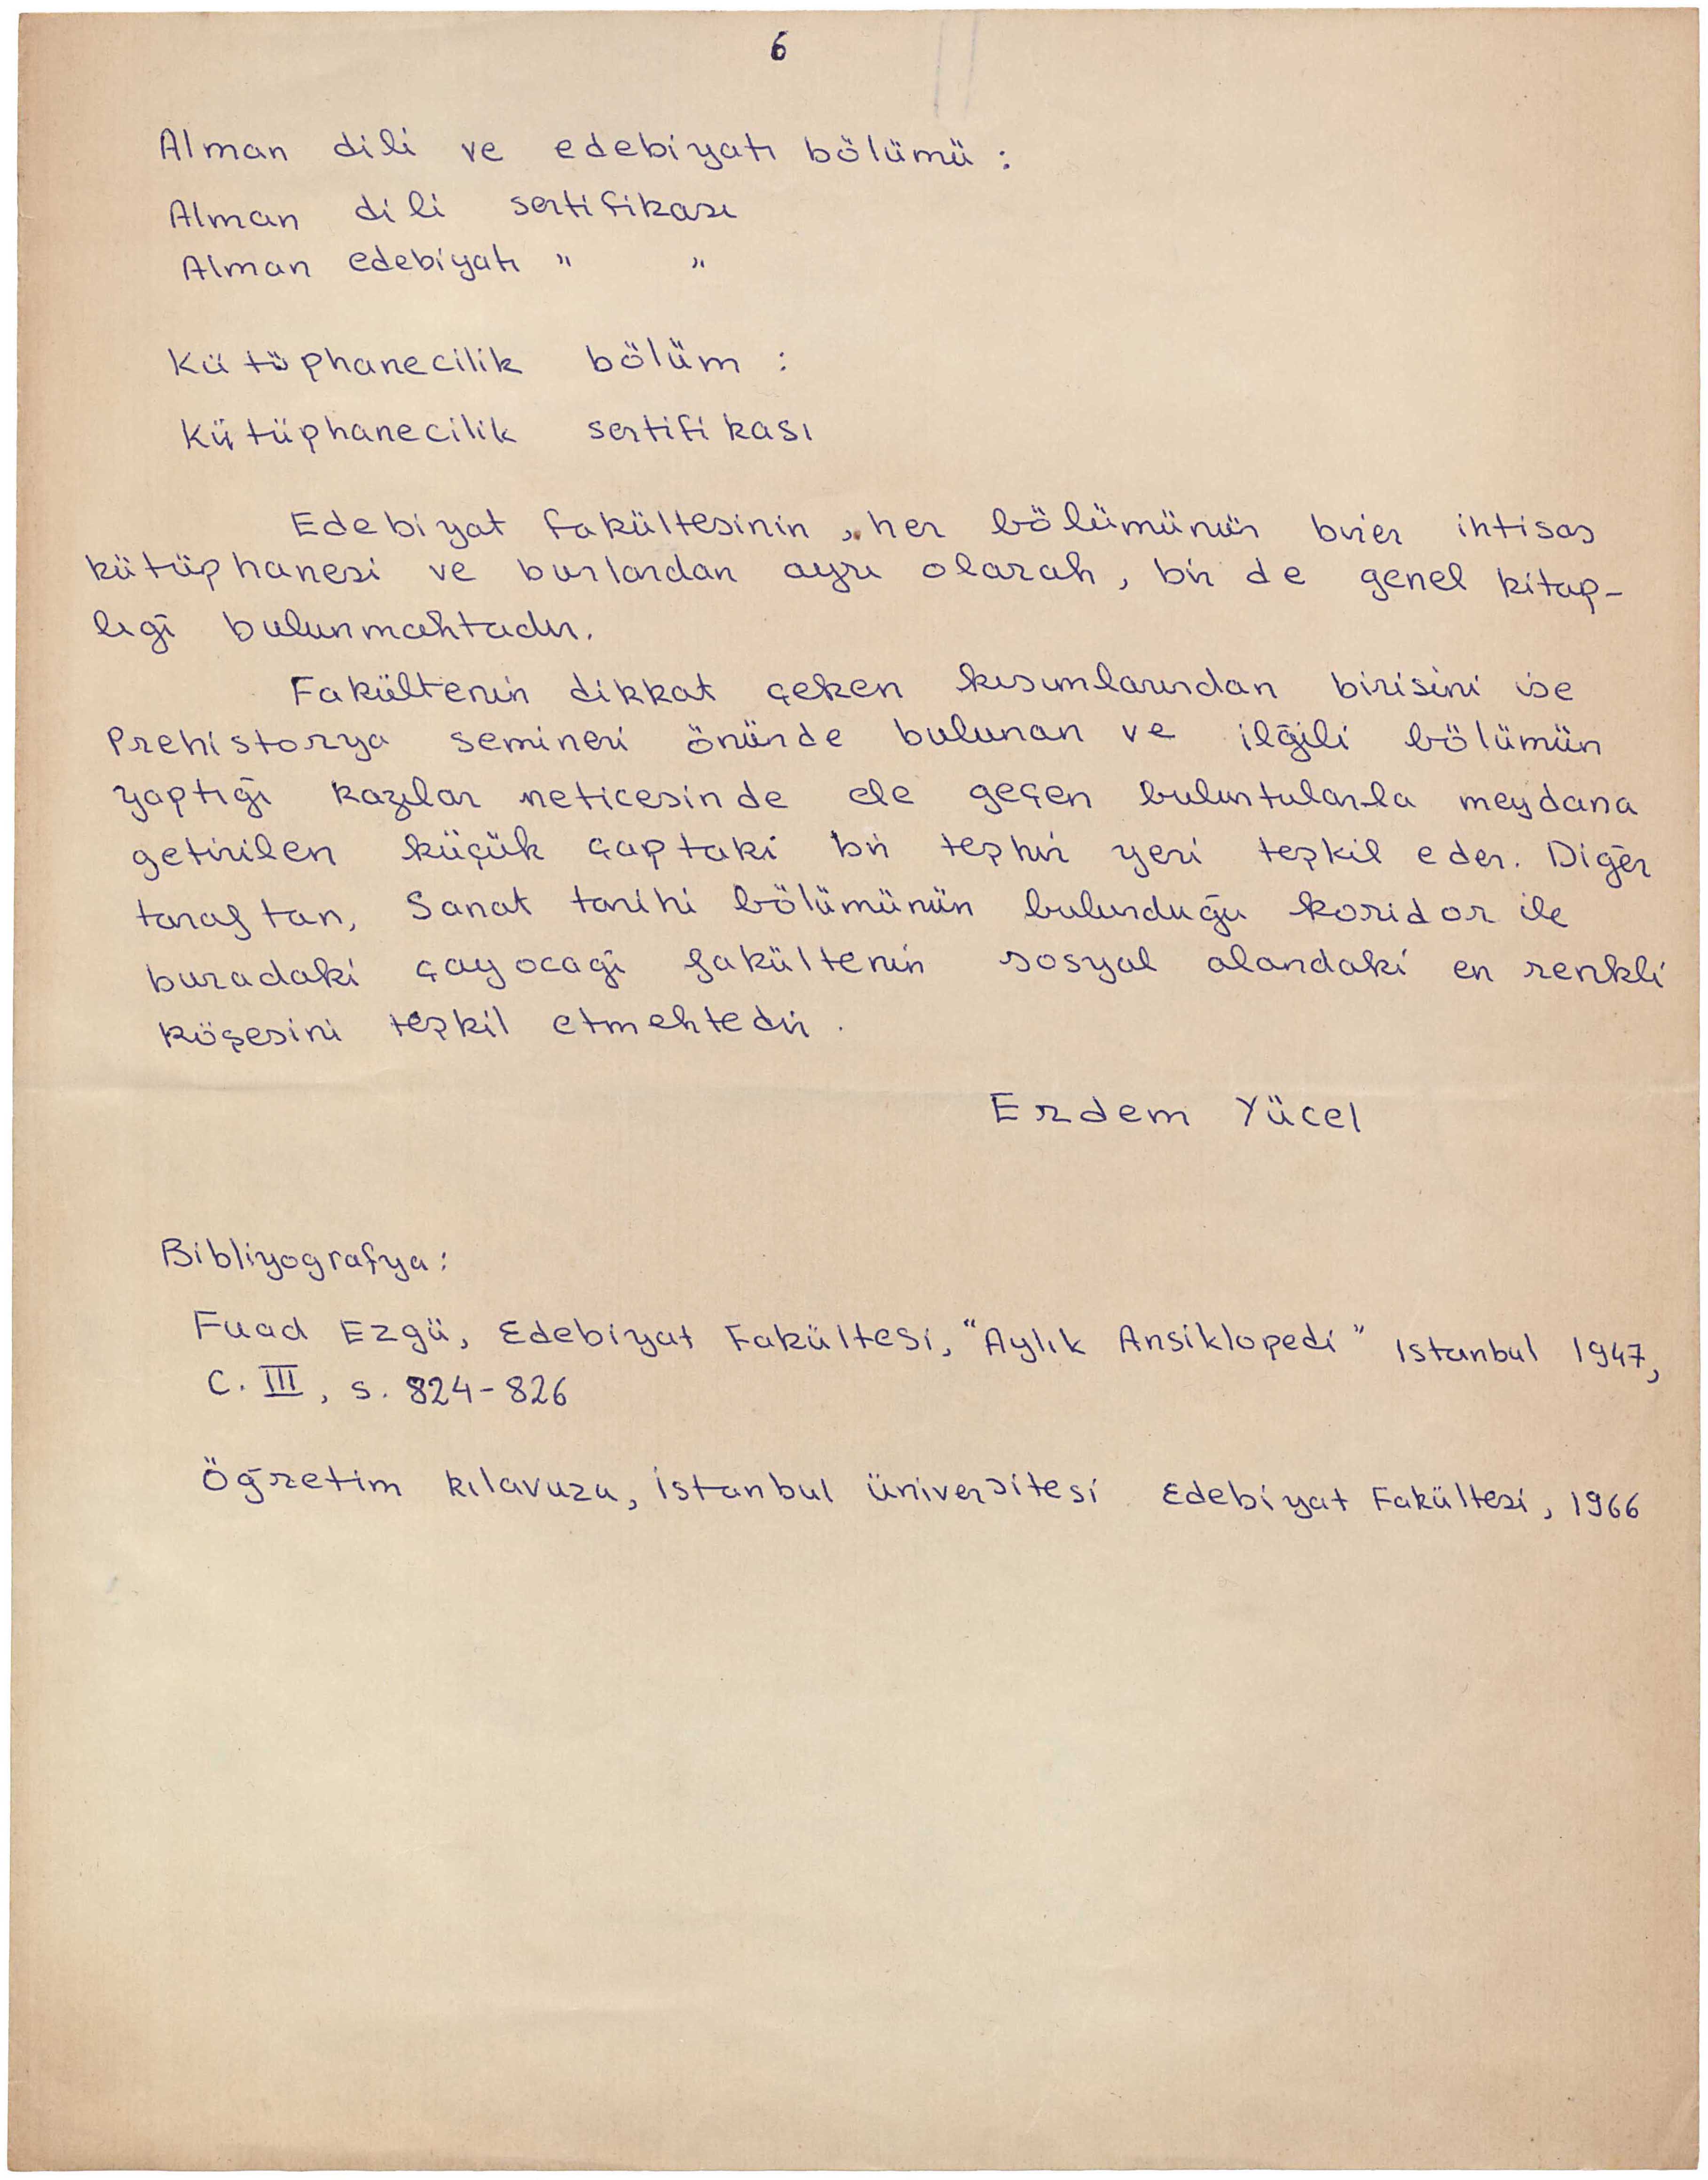 6
Alman dili ve edebiyatı bölümü :
Alman dili sertifikası
Alman edebiyatı " "
Kütüphanecilik bölüm :
Kütüphanecilik sertifikası
Edebiyat fakültesinin, her bölümünün birer ihtisas
kütüphanesi ve bunlardan ayrı olarak, bir de genel kitap-
lığı bulunmaktadır.
Fakültenin dikkat çeken kısımlarından birisini ise
Prehistorya semineri önünde bulunan ve ilğili bölümün
yaptığı kazılar neticesinde ele geçen buluntularla meydana
getirilen küçük çaptaki bir teşhir yeri teşkil eder. Diğer
taraftan, Sanat tarihi bölümünün bulunduğu koridor ile
buradaki çay ocağı fakültenin sosyal alandaki en renkli
köşesini teşkil etmektedir.
Erdem Yücel
Bibliyografya :
Fuad Ezgü, Edebiyat Fakültesi, "Aylık Ansiklopedi" Istanbul 1947,
C. III, s. 824-826
Öğretim kılavuzu, istanbul üniversitesi Edebiyat Fakültesi, 1966